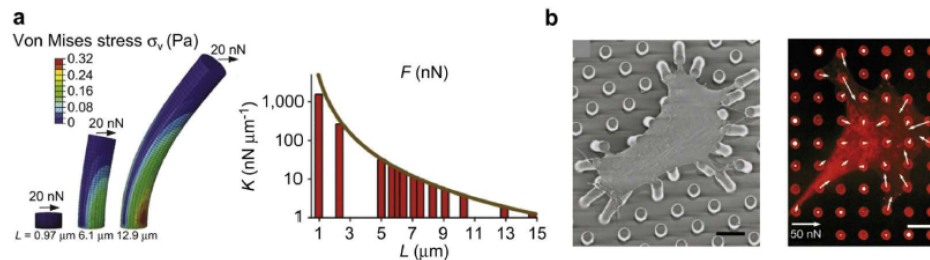 a
Von Mises stress σᵥ (Pa)
0.32
0.24
0.16
0.08
0
20 nN
20 nN
20 nN
L = 0.97 μm
6.1 μm
12.9 μm
F (nN)
K (nN μm⁻¹)
1,000
100
10
1
1 3 5 7 9 11 13 15
L (μm)
b
50 nN